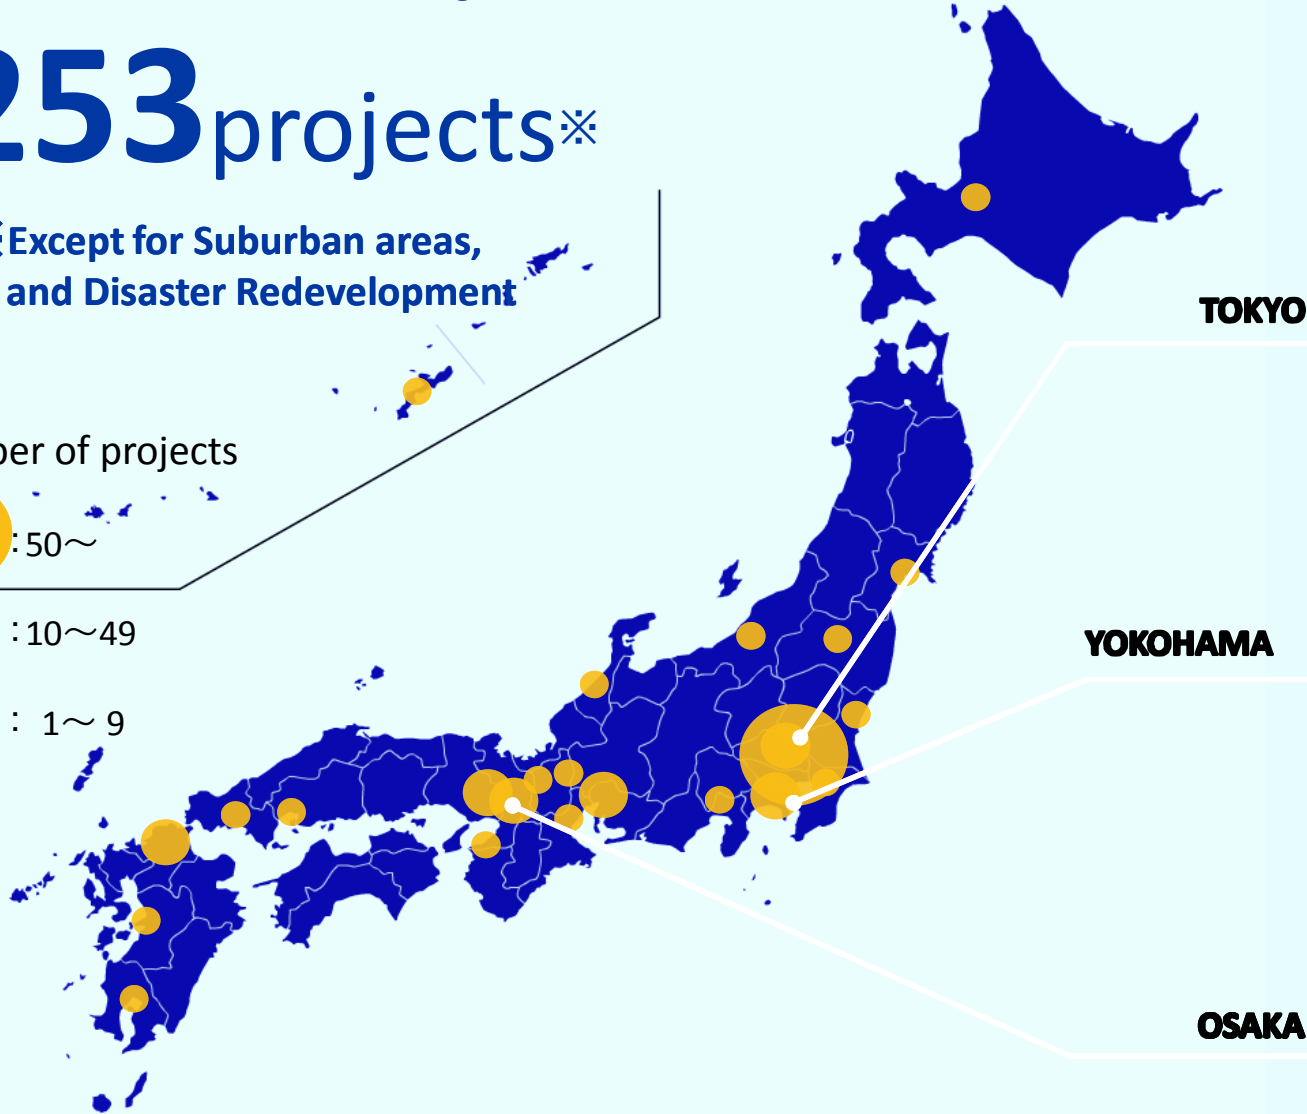 253projects※
※Except for Suburban areas,
and Disaster Redevelopment
TOKYO
ber of projects
:50～
:10～49
YOKOHAMA
: 1～ 9
OSAKA